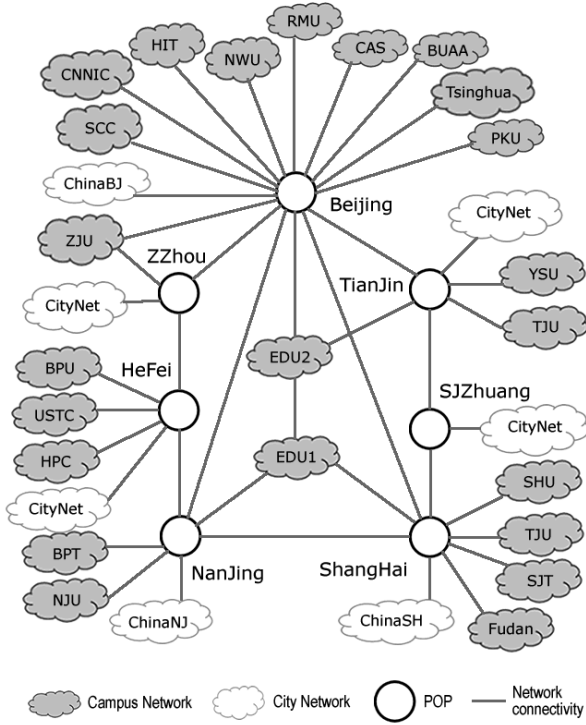 RMU
HIT
NWU
CAS
BUAA
CNNIC
Tsinghua
SCC
PKU
ChinaBJ
Beijing
CityNet
ZJU
ZZhou
YSU
TianJin
CityNet
TJU
BPU
HeFei
EDU2
SJZhuang
USTC
CityNet
HPC
EDU1
SHU
CityNet
TJU
BPT
NanJing
ShangHai
SJT
NJU
ChinaNJ
ChinaSH
Fudan
Campus Network
City Network
POP
Network
connectivity